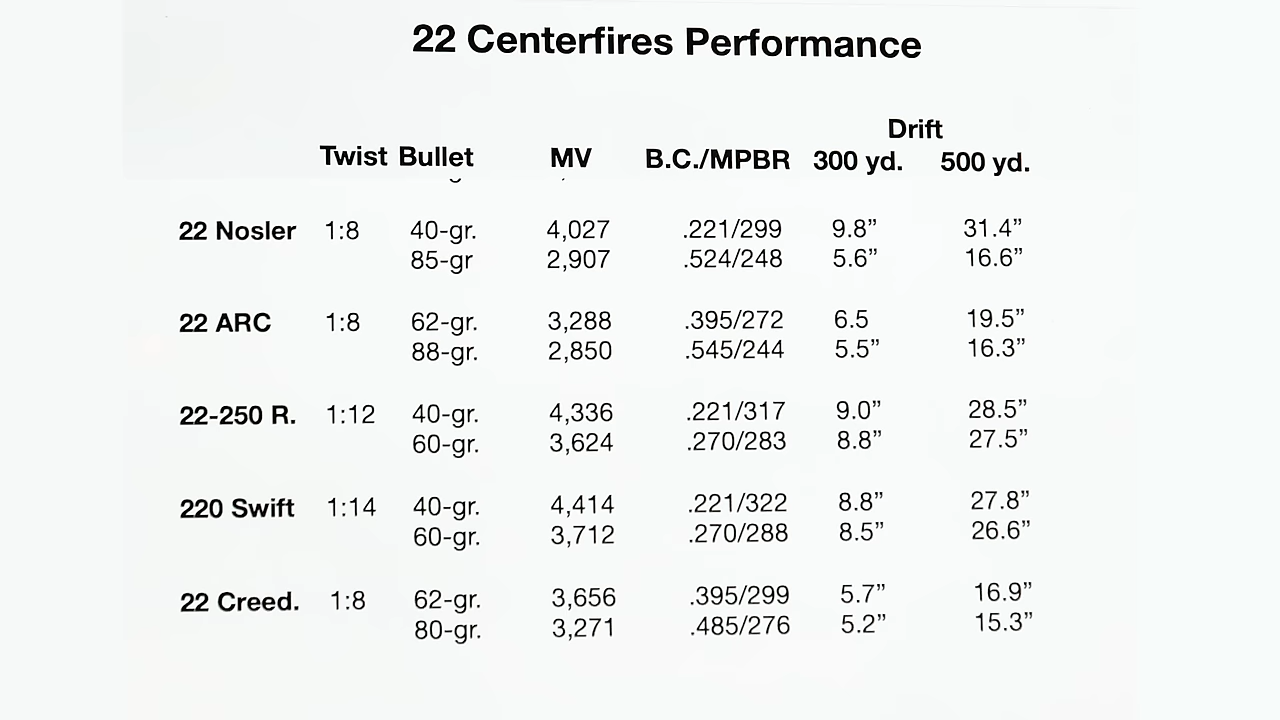 22 Centerfires Performance
Drift
Twist Bullet MV B.C./MPBR 300 yd. 500 yd.
22 Nosler 1:8 40-gr. 4,027 .221/299 9.8” 31.4”
85-gr 2,907 .524/248 5.6” 16.6”
22 ARC 1:8 62-gr. 3,288 .395/272 6.5 19.5”
88-gr. 2,850 .545/244 5.5” 16.3”
22-250 R. 1:12 40-gr. 4,336 .221/317 9.0” 28.5”
60-gr. 3,624 .270/283 8.8” 27.5”
220 Swift 1:14 40-gr. 4,414 .221/322 8.8” 27.8”
60-gr. 3,712 .270/288 8.5” 26.6”
22 Creed. 1:8 62-gr. 3,656 .395/299 5.7” 16.9”
80-gr. 3,271 .485/276 5.2” 15.3”